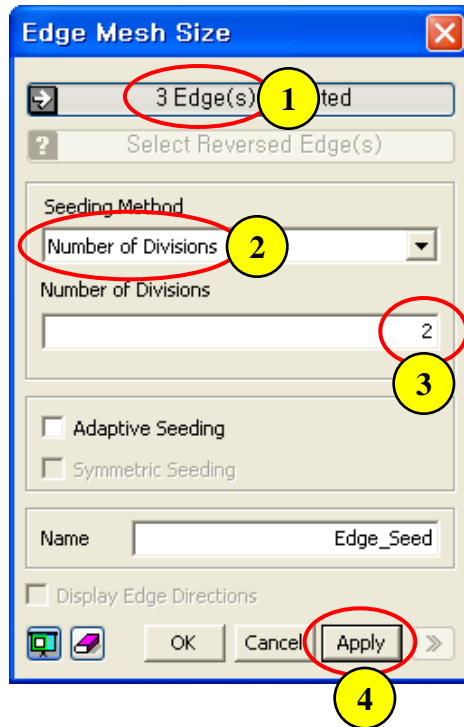 Edge Mesh Size
3 Edge(s) 1 ted
Select Reversed Edge(s)
Seeding Method
Number of Divisions 2
Number of Divisions
2
3
Adaptive Seeding
Symmetric Seeding
Name Edge_Seed
Display Edge Directions
OK Cancel Apply
4